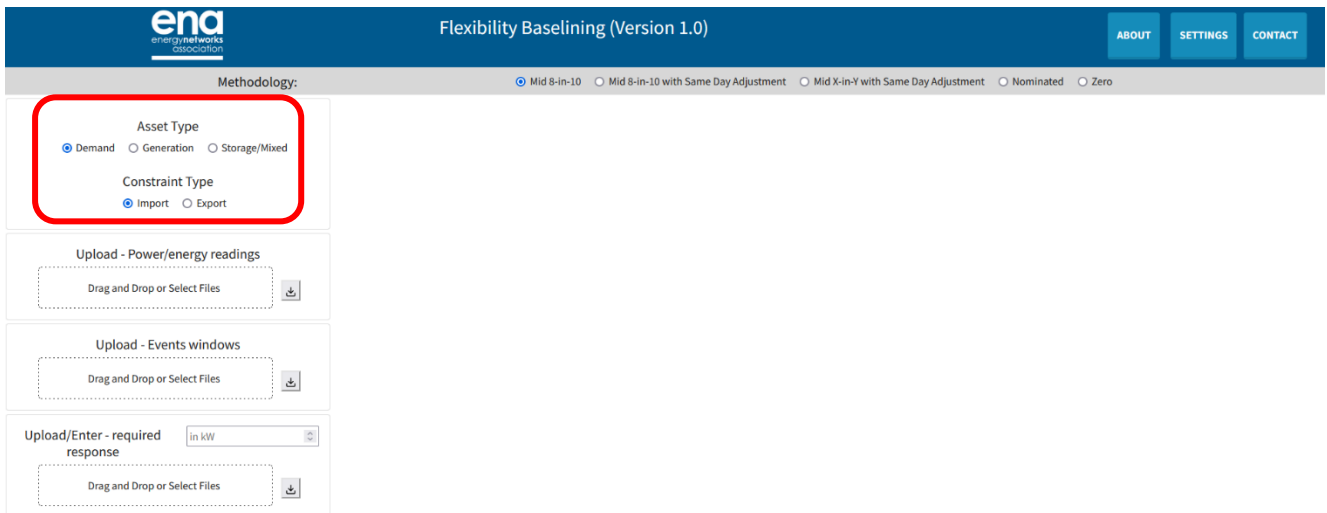 ena
energynetworks
association
Flexibility Baselining (Version 1.0)
ABOUT SETTINGS CONTACT
Methodology: Mid 8-in-10 Mid 8-in-10 with Same Day Adjustment Mid X-in-Y with Same Day Adjustment Nominated Zero
Asset Type
Demand Generation Storage/Mixed
Constraint Type
Import Export
Upload - Power/energy readings
Drag and Drop or Select Files
Upload - Events windows
Drag and Drop or Select Files
Upload/Enter - required in kW
response
Drag and Drop or Select Files